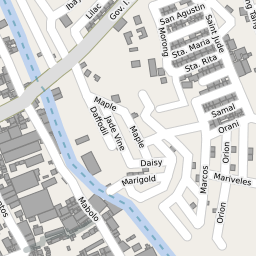 Ibay
Lilac
Gov. I.
San Agustin
Morong
Saint Jude
Sta. Maria
Sta. Rita
Maple
Daffodil
Jade Vine
Maple
Samal
Orani
Daisy
Marigold
Marcos
Orion
Mariveles
Orion
Mabolo